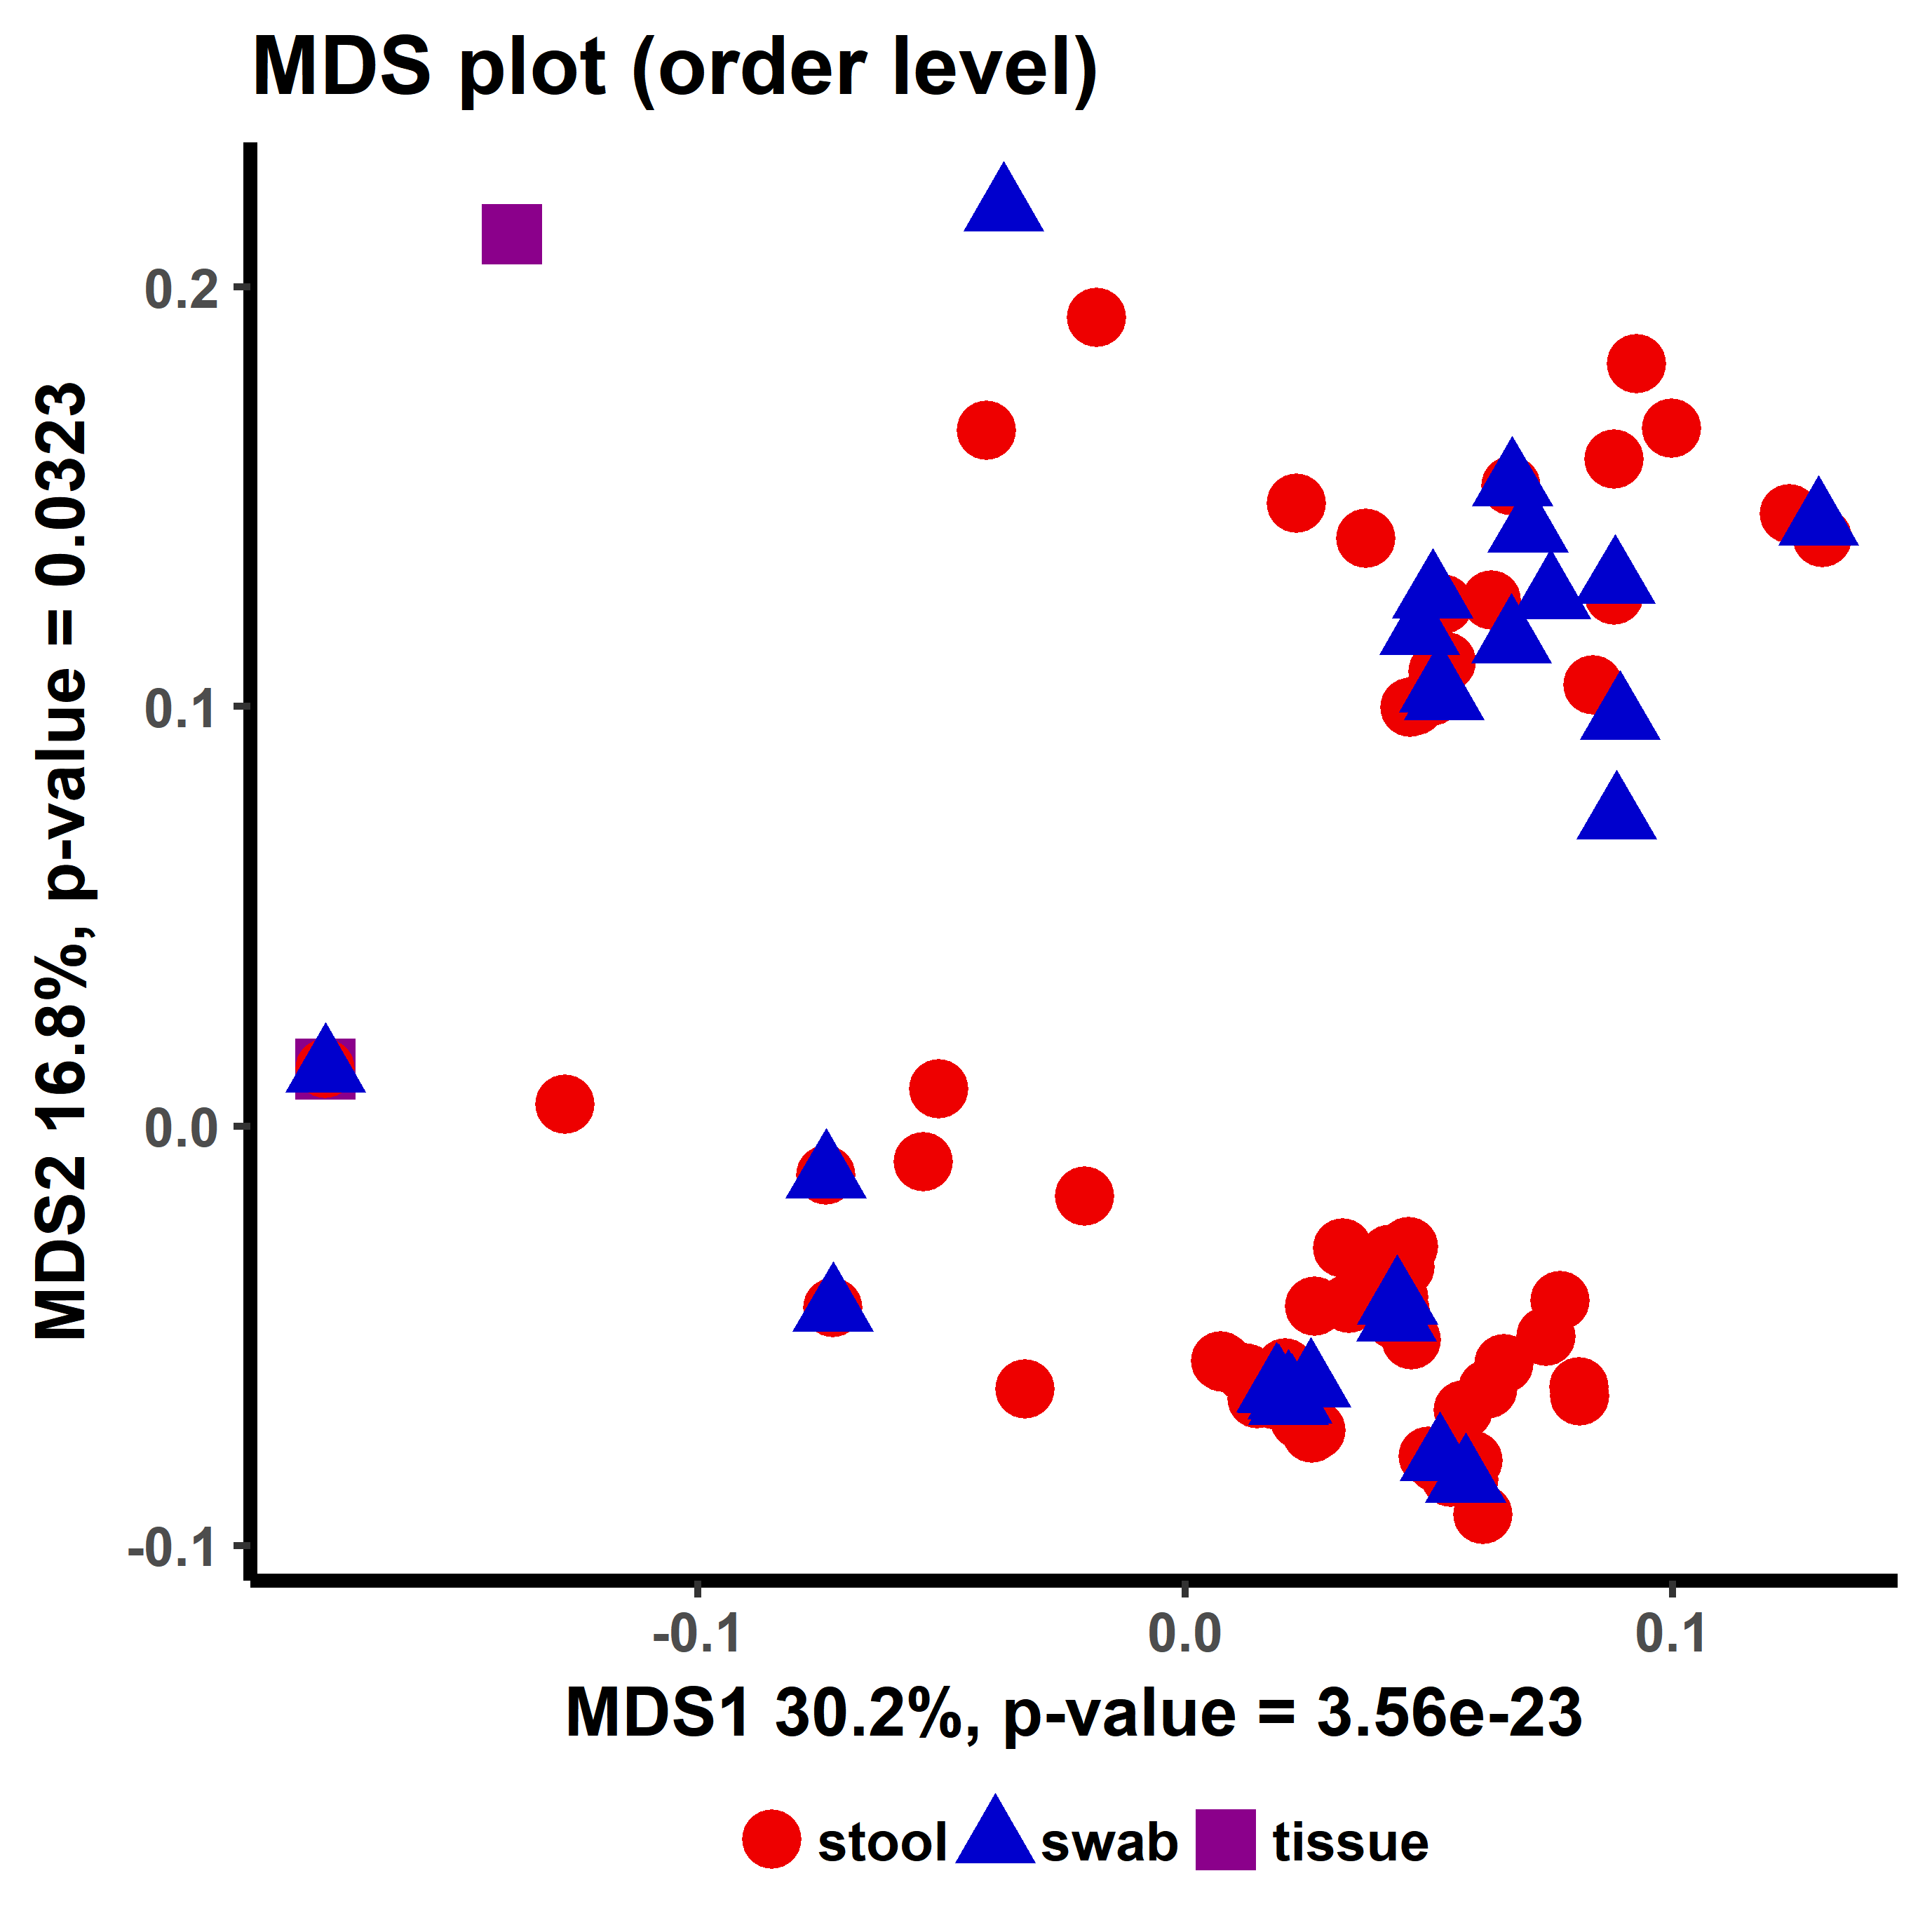 MDS plot (order level)
MDS2 16.8%, p-value = 0.0323
0.2
0.1
0.0
-0.1
-0.1
0.0
0.1
MDS1 30.2%, p-value = 3.56e-23
stool
swab
tissue